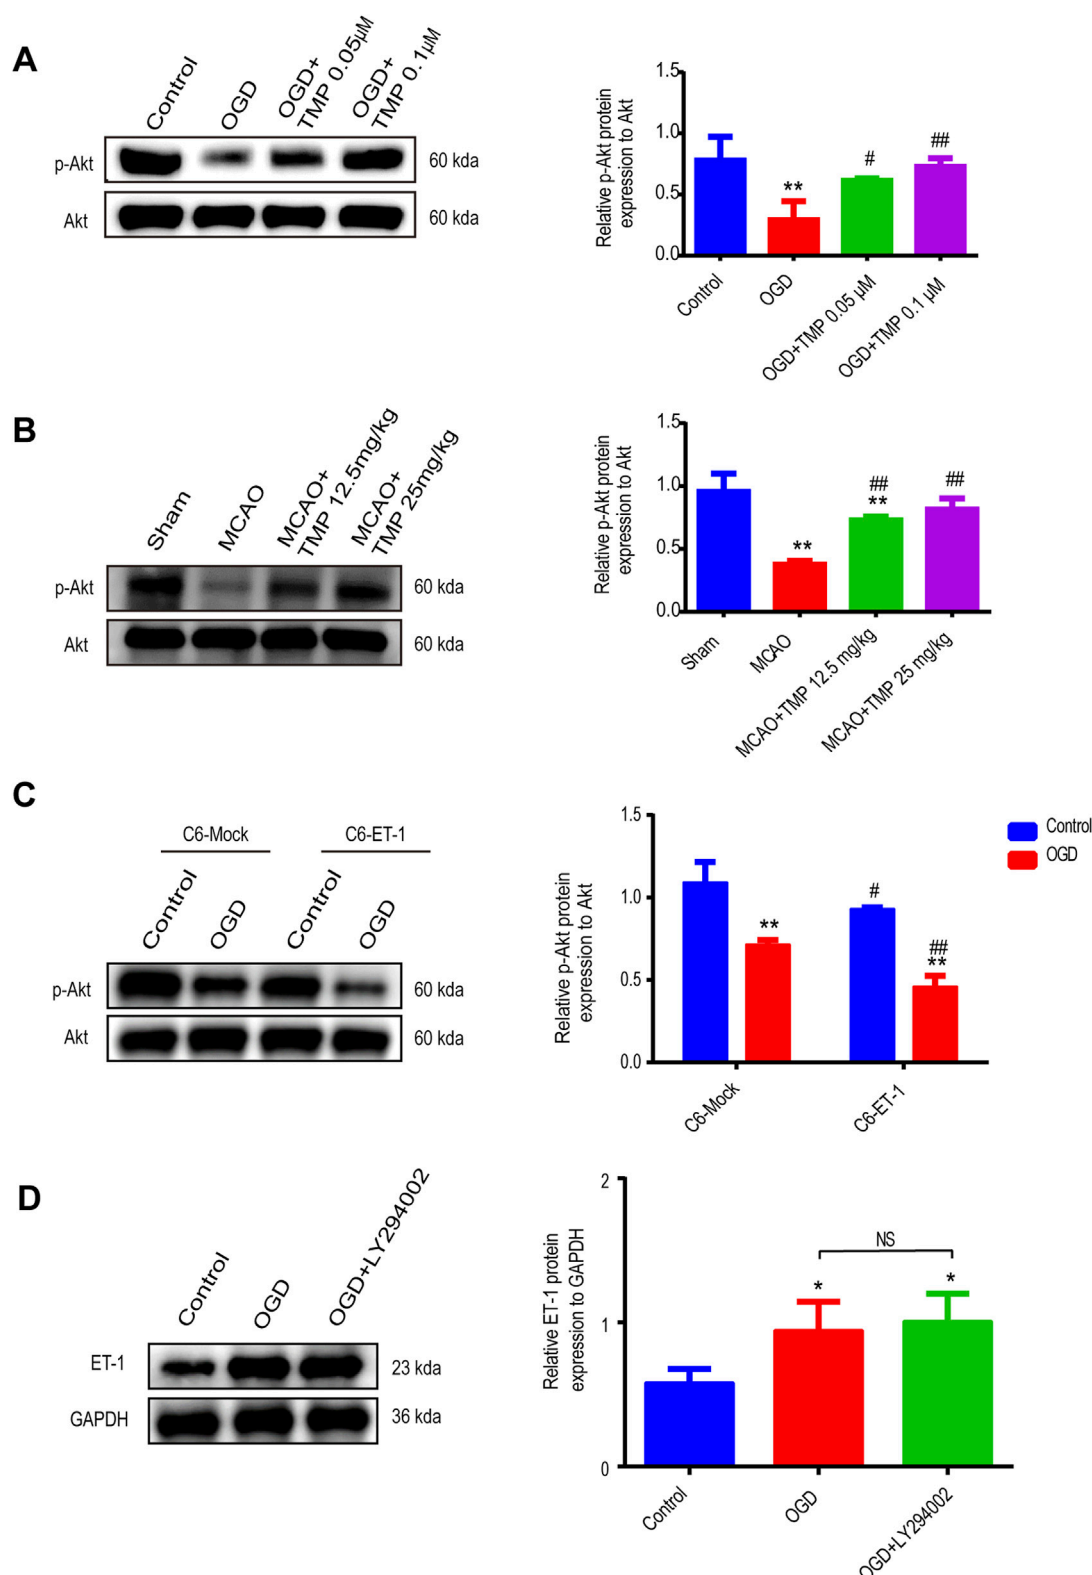 A
Control
OGD
OGD+
TMP 0.05μM
OGD+
TMP 0.1μM
p-Akt
60 kda
Akt
60 kda
Relative p-Akt protein
expression to Akt
1.5
1.0
0.5
0.0
**
#
##
Control
OGD
OGD+TMP 0.05 μM
OGD+TMP 0.1 μM
B
Sham
MCAO
MCAO+
TMP 12.5mg/kg
MCAO+
TMP 25mg/kg
p-Akt
60 kda
Akt
60 kda
Relative p-Akt protein
expression to Akt
1.5
1.0
0.5
0.0
**
##
**
##
Sham
MCAO
MCAO+TMP 12.5 mg/kg
MCAO+TMP 25 mg/kg
C
C6-Mock
C6-ET-1
Control
OGD
Control
OGD
p-Akt
60 kda
Akt
60 kda
Relative p-Akt protein
expression to Akt
1.5
1.0
0.5
0.0
**
#
##
**
C6-Mock
C6-ET-1
Control
OGD
D
Control
OGD
OGD+LY294002
ET-1
23 kda
GAPDH
36 kda
Relative ET-1 protein
expression to GAPDH
2
1
0
*
NS
*
Control
OGD
OGD+LY294002